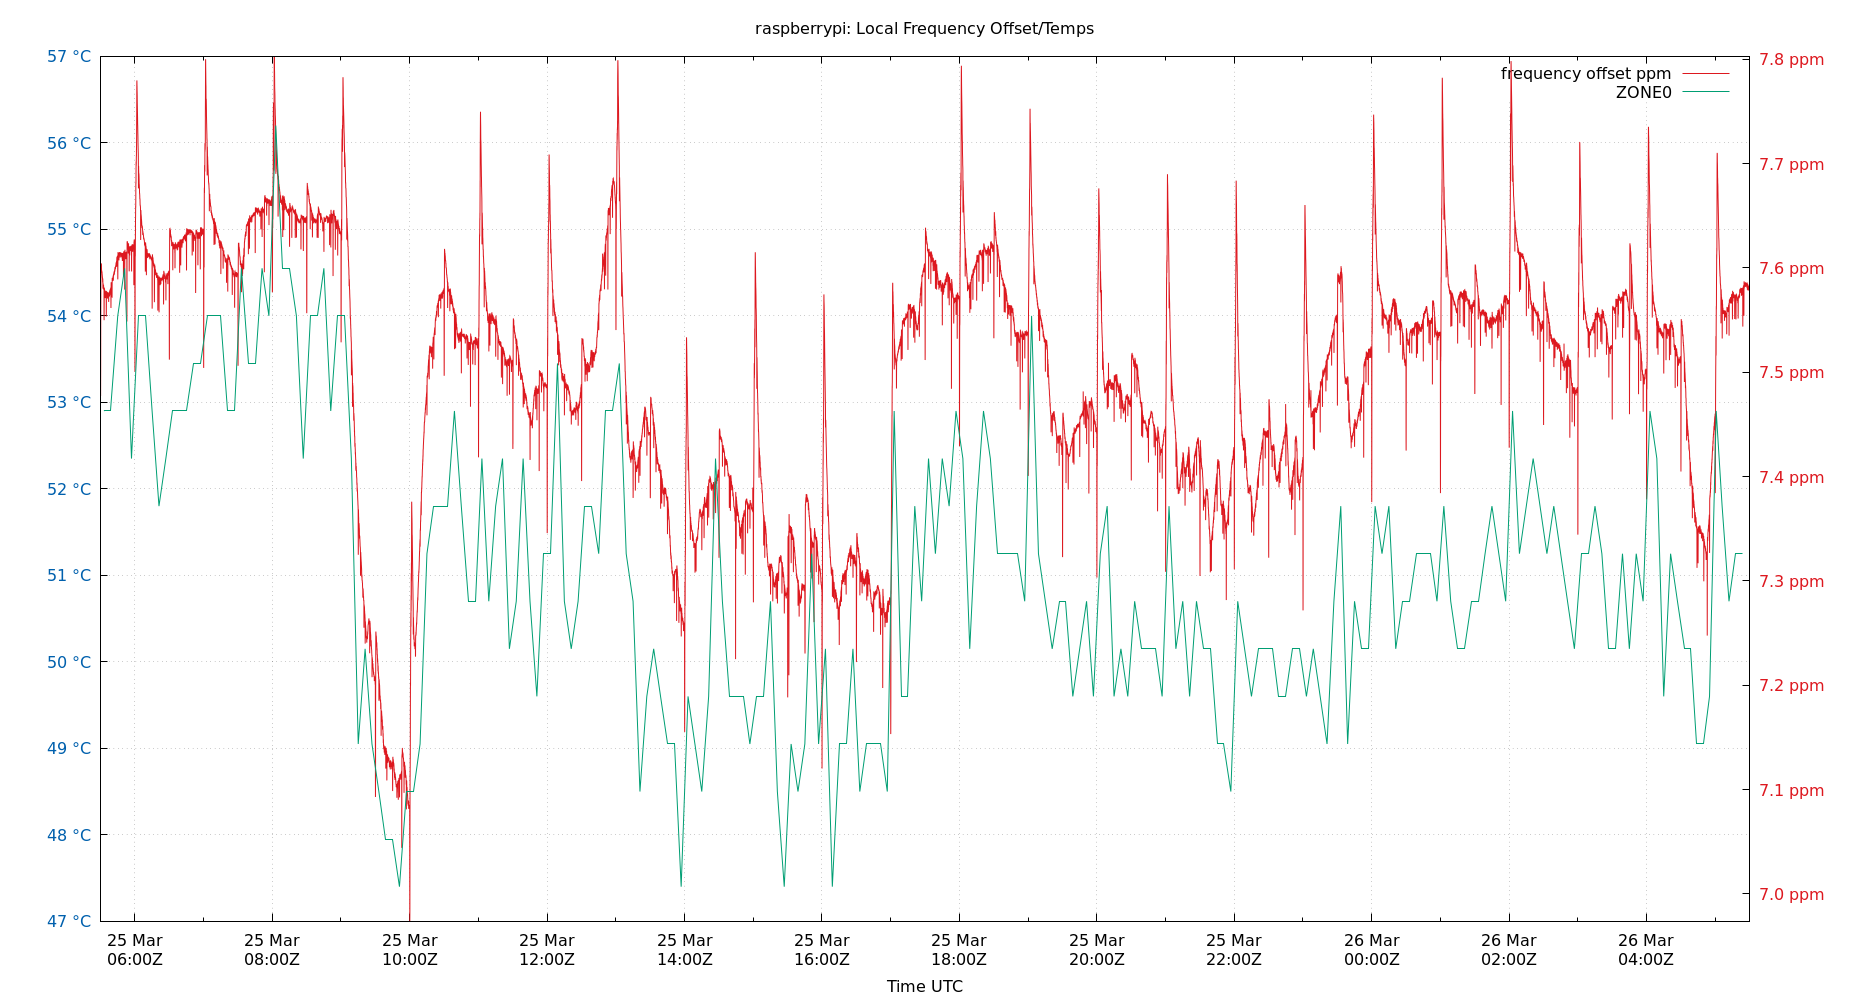 raspberrypi: Local Frequency Offset/Temps
57 °C
56 °C
55 °C
54 °C
53 °C
52 °C
51 °C
50 °C
49 °C
48 °C
47 °C
7.8 ppm
7.7 ppm
7.6 ppm
7.5 ppm
7.4 ppm
7.3 ppm
7.2 ppm
7.1 ppm
7.0 ppm
frequency offset ppm
ZONE0
25 Mar 25 Mar 25 Mar 25 Mar 25 Mar 25 Mar 25 Mar 25 Mar 25 Mar 26 Mar 26 Mar 26 Mar
06:00Z 08:00Z 10:00Z 12:00Z 14:00Z 16:00Z 18:00Z 20:00Z 22:00Z 00:00Z 02:00Z 04:00Z
Time UTC